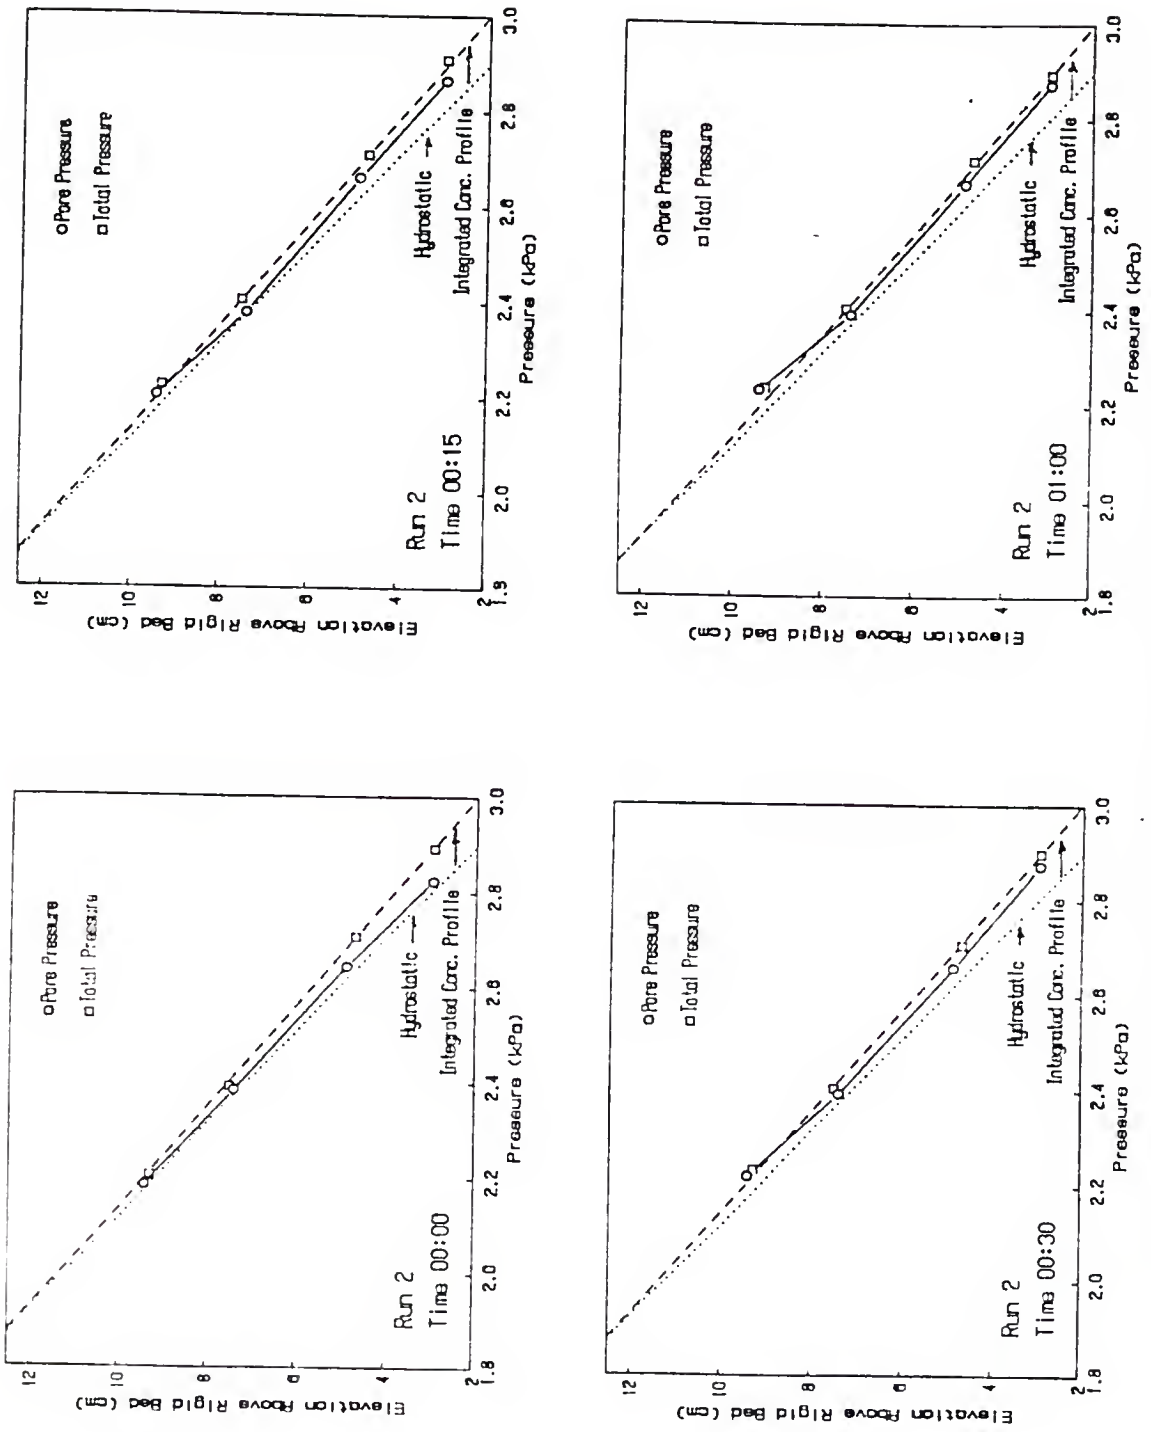 12
10
8
6
4
2
Elevation Above Rigid Bed (cm)
1.8
2.0
2.2
2.4
2.6
2.8
3.0
Pressure (kPa)
Run 2
Time 00:00
Pore Pressure
Total Pressure
Hydrostatic
Integrated Conc. Profile
12
10
8
6
4
2
Elevation Above Rigid Bed (cm)
1.8
2.0
2.2
2.4
2.6
2.8
3.0
Pressure (kPa)
Run 2
Time 00:15
Pore Pressure
Total Pressure
Hydrostatic
Integrated Conc. Profile
12
10
8
6
4
2
Elevation Above Rigid Bed (cm)
1.8
2.0
2.2
2.4
2.6
2.8
3.0
Pressure (kPa)
Run 2
Time 00:30
Pore Pressure
Total Pressure
Hydrostatic
Integrated Conc. Profile
12
10
8
6
4
2
Elevation Above Rigid Bed (cm)
1.8
2.0
2.2
2.4
2.6
2.8
3.0
Pressure (kPa)
Run 2
Time 01:00
Pore Pressure
Total Pressure
Hydrostatic
Integrated Conc. Profile